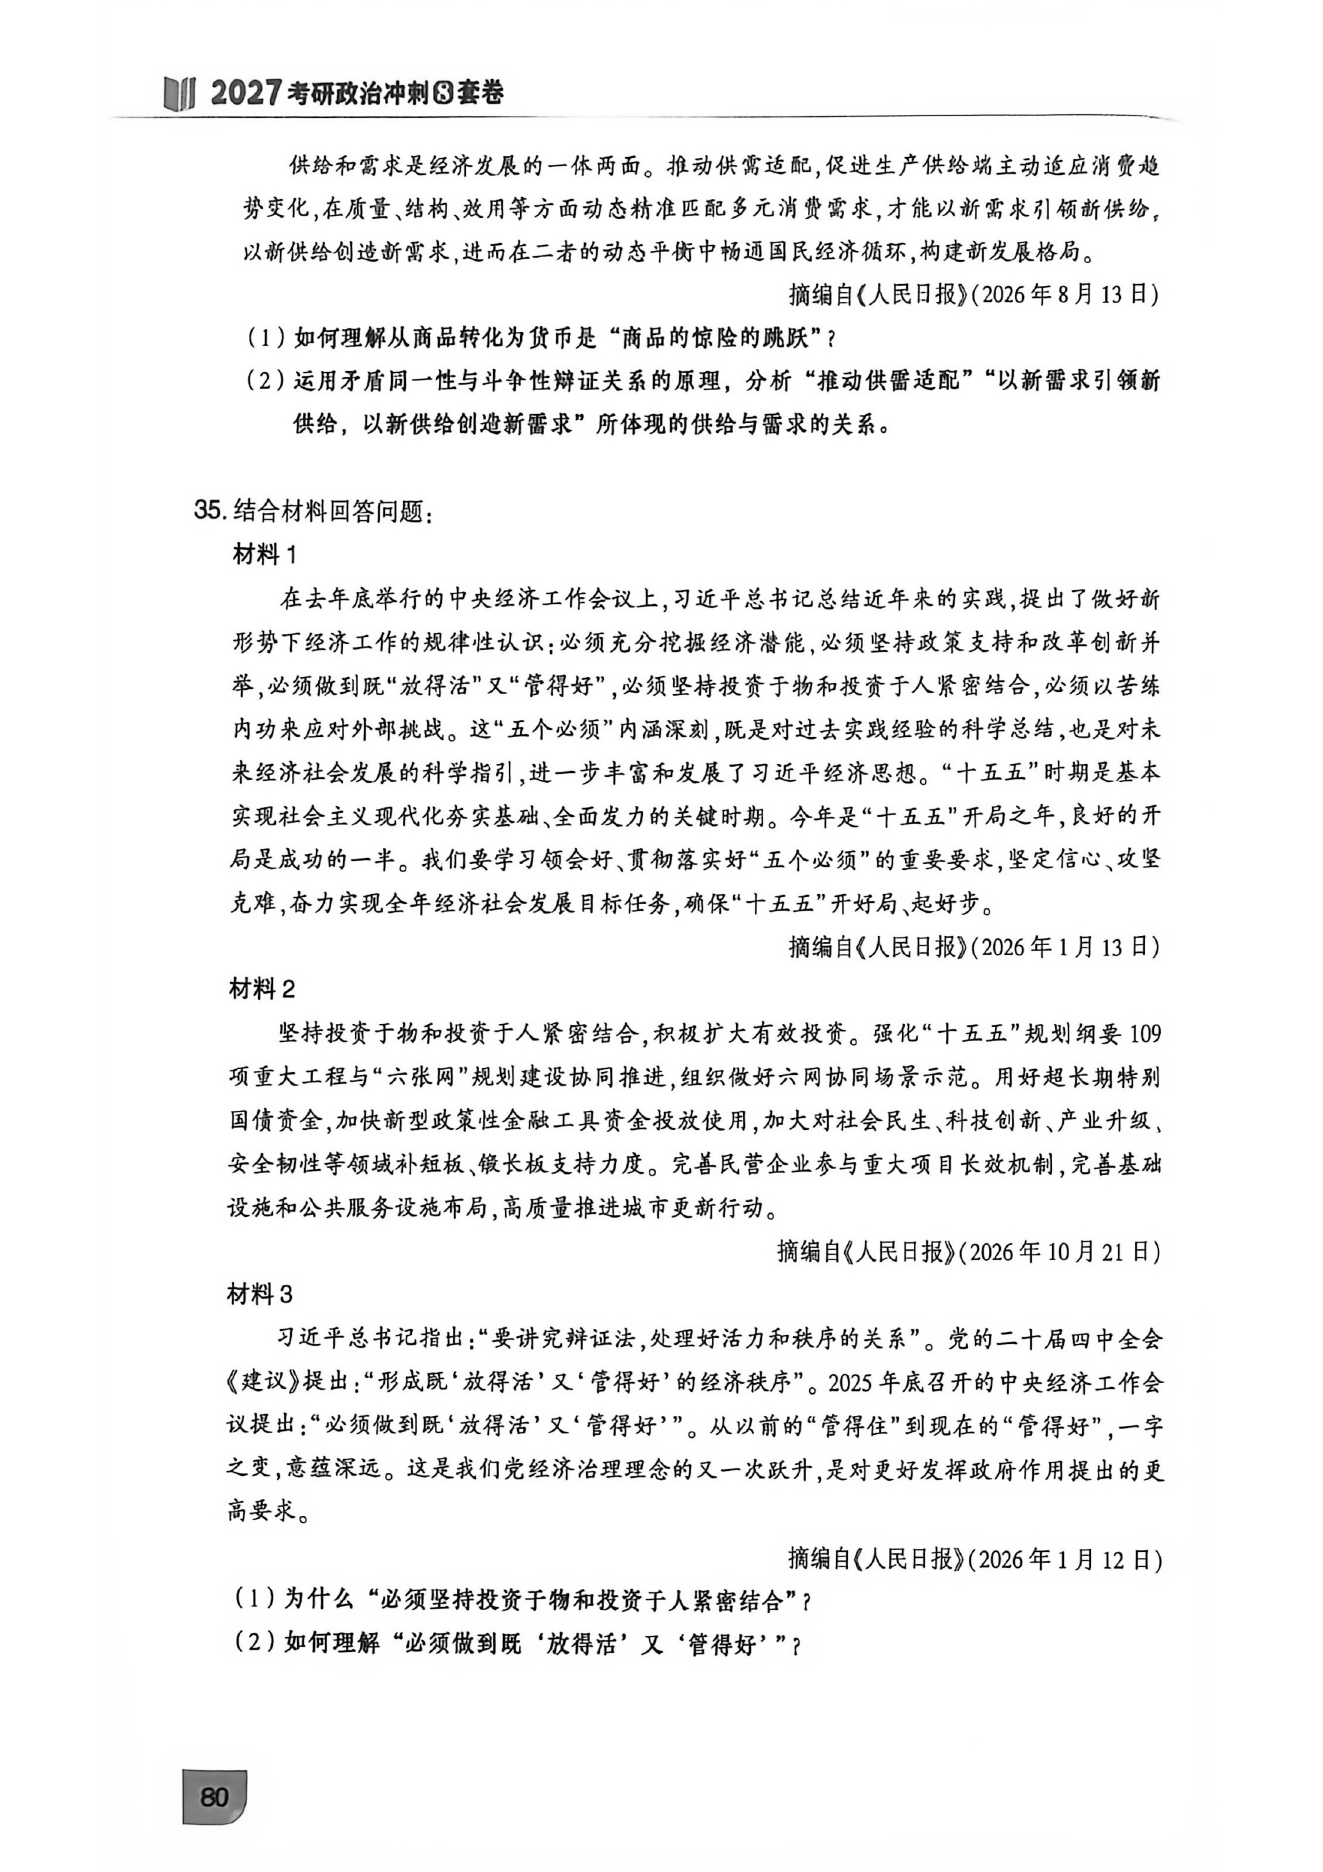 2027考研政治冲刺8套卷
供给和需求是经济发展的一体两面。推动供需适配,促进生产供给端主动适应消费趋
势变化,在质量、结构、效用等方面动态精准匹配多元消费需求,才能以新需求引领新供给,
以新供给创造新需求,进而在二者的动态平衡中畅通国民经济循环,构建新发展格局。
摘编自《人民日报》(2026年8月13日)
(1)如何理解从商品转化为货币是“商品的惊险的跳跃”?
(2)运用矛盾同一性与斗争性辩证关系的原理,分析“推动供需适配”“以新需求引领新
供给,以新供给创造新需求”所体现的供给与需求的关系。
35.结合材料回答问题:
材料1
在去年底举行的中央经济工作会议上,习近平总书记总结近年来的实践,提出了做好新
形势下经济工作的规律性认识:必须充分挖掘经济潜能,必须坚持政策支持和改革创新并
举,必须做到既“放得活”又“管得好”,必须坚持投资于物和投资于人紧密结合,必须以苦练
内功来应对外部挑战。这“五个必须”内涵深刻,既是对过去实践经验的科学总结,也是对未
来经济社会发展的科学指引,进一步丰富和发展了习近平经济思想。“十五五”时期是基本
实现社会主义现代化夯实基础、全面发力的关键时期。今年是“十五五”开局之年,良好的开
局是成功的一半。我们要学习领会好、贯彻落实好“五个必须”的重要要求,坚定信心、攻坚
克难,奋力实现全年经济社会发展目标任务,确保“十五五”开好局、起好步。
摘编自《人民日报》(2026年1月13日)
材料2
坚持投资于物和投资于人紧密结合,积极扩大有效投资。强化“十五五”规划纲要109
项重大工程与“六张网”规划建设协同推进,组织做好六网协同场景示范。用好超长期特别
国债资金,加快新型政策性金融工具资金投放使用,加大对社会民生、科技创新、产业升级、
安全韧性等领域补短板、锻长板支持力度。完善民营企业参与重大项目长效机制,完善基础
设施和公共服务设施布局,高质量推进城市更新行动。
摘编自《人民日报》(2026年10月21日)
材料3
习近平总书记指出:“要讲究辩证法,处理好活力和秩序的关系”。党的二十届四中全会
《建议》提出:“形成既‘放得活’又‘管得好’的经济秩序”。2025年底召开的中央经济工作会
议提出:“必须做到既‘放得活’又‘管得好’”。从以前的“管得住”到现在的“管得好”,一字
之变,意蕴深远。这是我们党经济治理理念的又一次跃升,是对更好发挥政府作用提出的更
高要求。
摘编自《人民日报》(2026年1月12日)
(1)为什么“必须坚持投资于物和投资于人紧密结合”?
(2)如何理解“必须做到既‘放得活’又‘管得好’”?
80